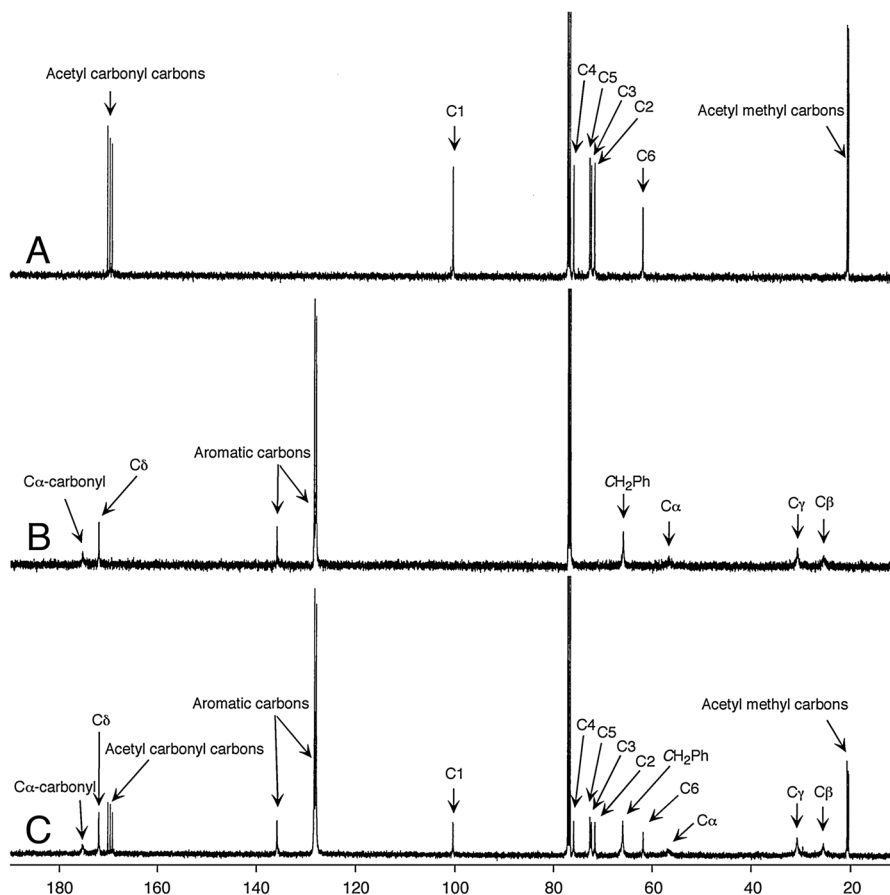 Acetyl carbonyl carbons
C1
C4
C5
C3
C2
C6
Acetyl methyl carbons
A
Cα-carbonyl
Cδ
Aromatic carbons
CH2Ph
Cα
Cγ
Cβ
B
Cα-carbonyl
Cδ
Acetyl carbonyl carbons
Aromatic carbons
C1
C4
C5
C3
C2
CH2Ph
C6
Cα
Acetyl methyl carbons
Cγ
Cβ
C
180 160 140 120 100 80 60 40 20